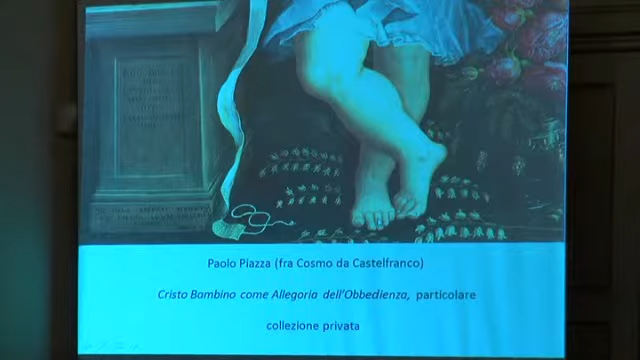 Paolo Piazza (fra Cosmo da Castelfranco)
Cristo Bambino come Allegoria dell'Obbedienza, particolare
collezione privata